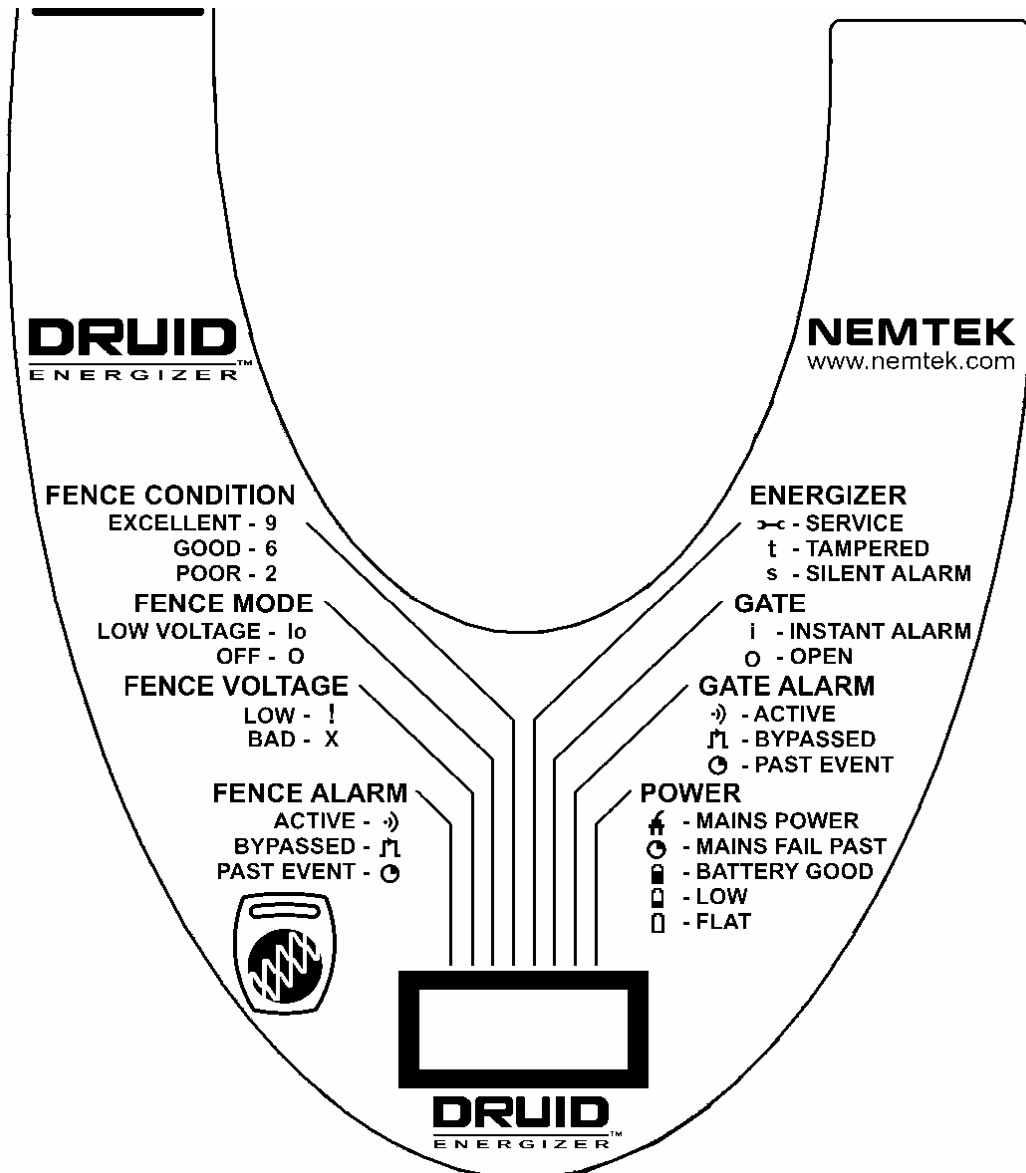 DRUID
ENERGIZER™
NEMTEK
www.nemtek.com
FENCE CONDITION
EXCELLENT - 9
GOOD - 6
POOR - 2
FENCE MODE
LOW VOLTAGE - lo
OFF - O
FENCE VOLTAGE
LOW - !
BAD - X
FENCE ALARM
ACTIVE -
BYPASSED -
PAST EVENT -
ENERGIZER
- SERVICE
t - TAMPERED
s - SILENT ALARM
GATE
i - INSTANT ALARM
O - OPEN
GATE ALARM
- ACTIVE
- BYPASSED
- PAST EVENT
POWER
- MAINS POWER
- MAINS FAIL PAST
- BATTERY GOOD
- LOW
- FLAT
DRUID
ENERGIZER™